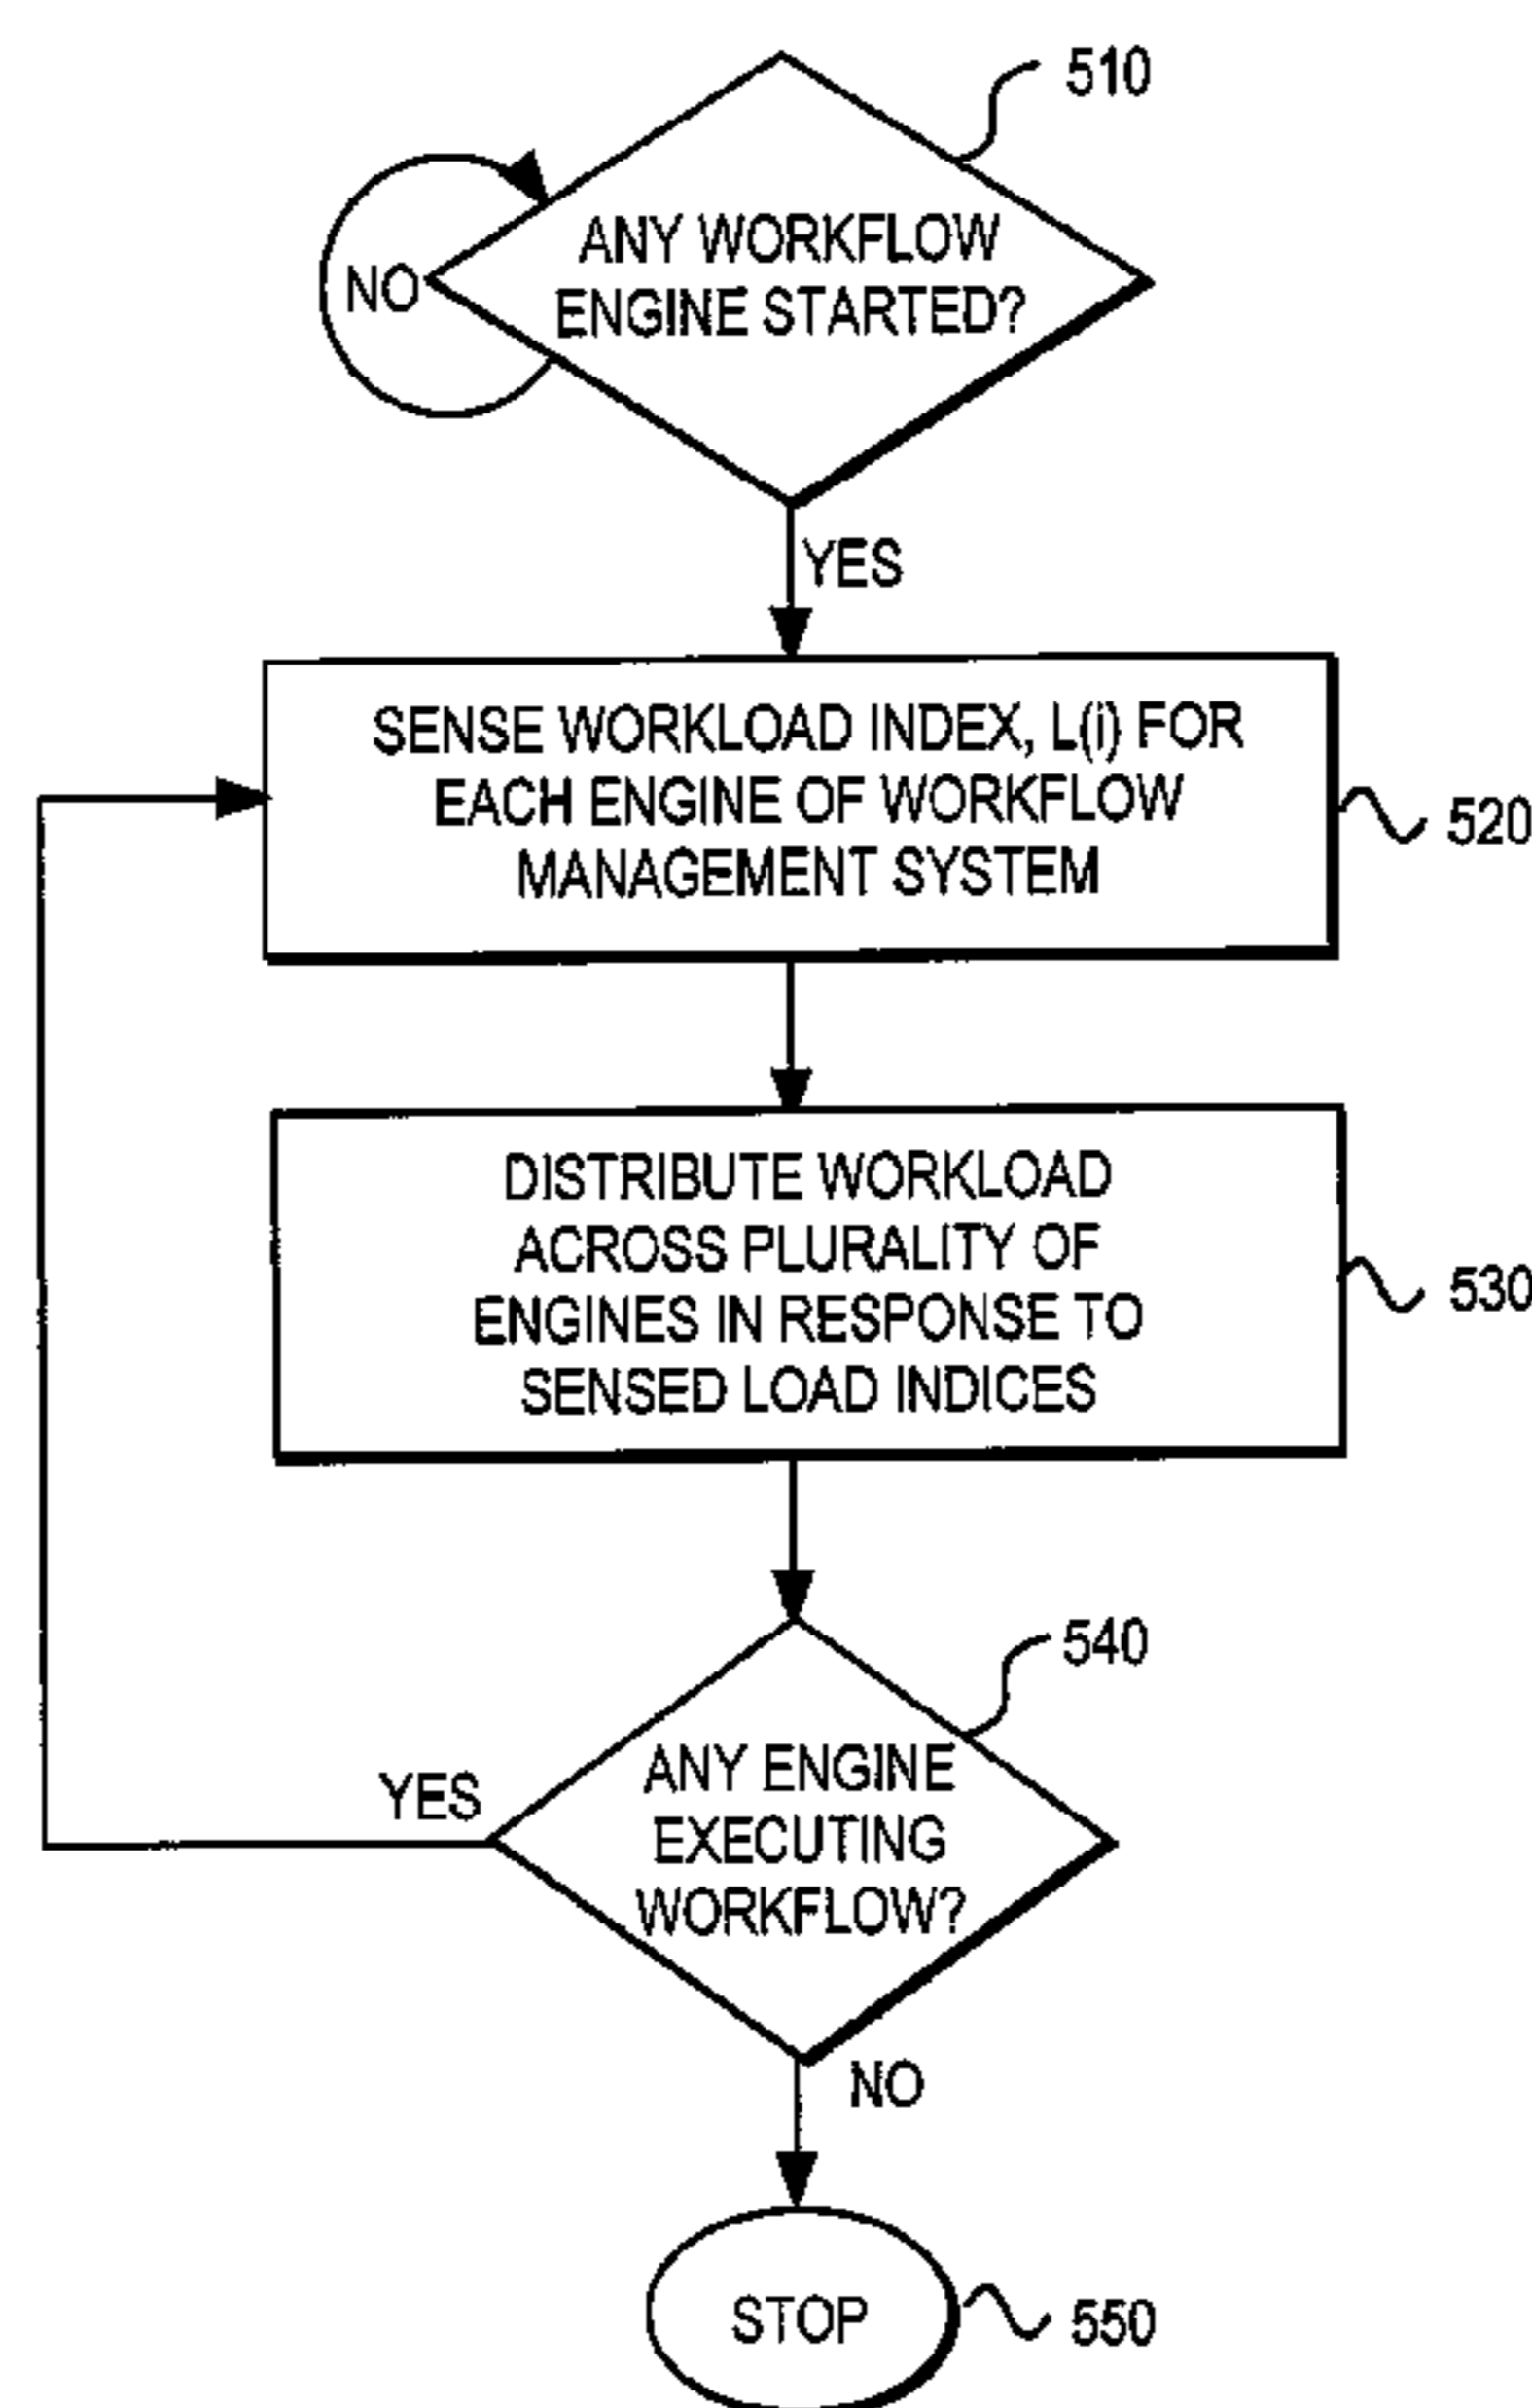 510
ANY WORKFLOW
ENGINE STARTED?
NO
YES
SENSE WORKLOAD INDEX, L(i) FOR
EACH ENGINE OF WORKFLOW
MANAGEMENT SYSTEM
520
DISTRIBUTE WORKLOAD
ACROSS PLURALITY OF
ENGINES IN RESPONSE TO
SENSED LOAD INDICES
530
540
ANY ENGINE
EXECUTING
WORKFLOW?
YES
NO
STOP
550